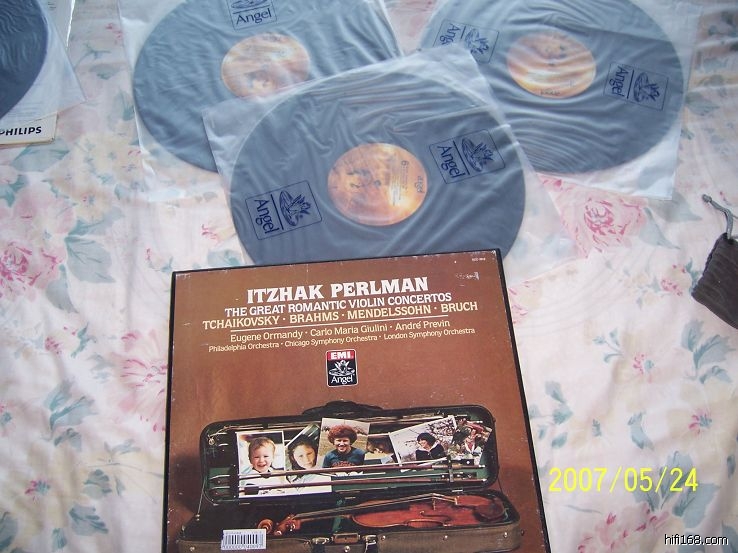 Angel
Angel
Angel
PHILIPS
Angel
Angel
ITZHAK PERLMAN
THE GREAT ROMANTIC VIOLIN CONCERTOS
TCHAIKOVSKY · BRAHMS · MENDELSSOHN · BRUCH
Eugene Ormandy · Carlo Maria Giulini · André Previn
Philadelphia Orchestra · Chicago Symphony Orchestra · London Symphony Orchestra
EMI
Angel
2007/05/24
hifi168.com